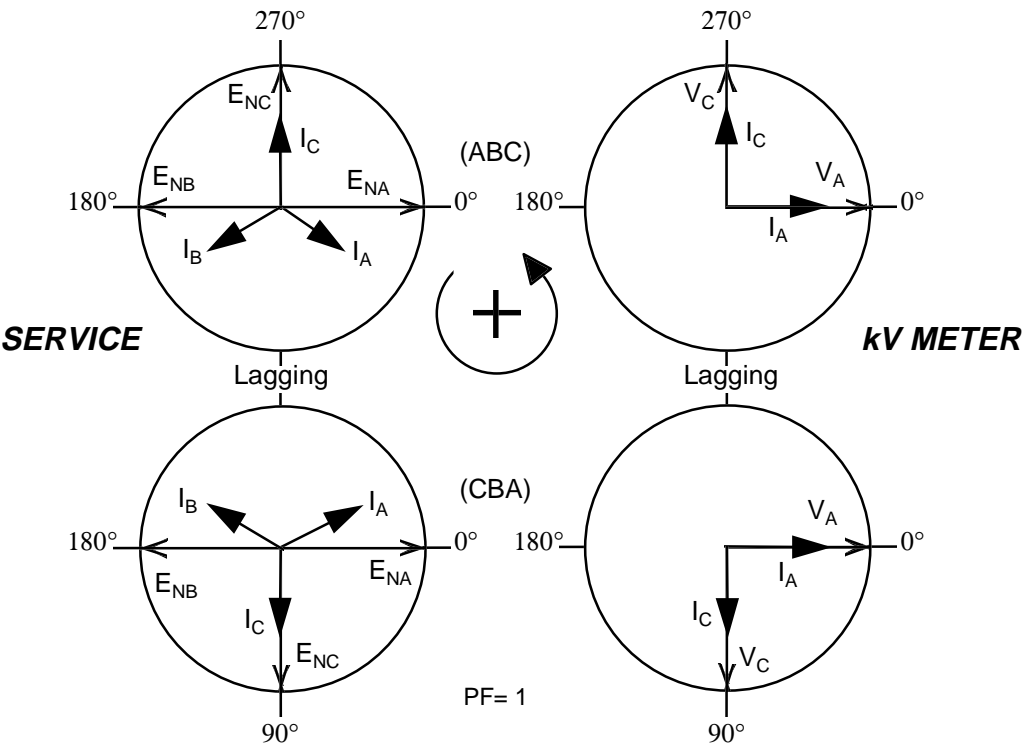 270° 270°
E_NC V_C
I_C I_C
(ABC)
E_NB E_NA V_A
180° 0° 180° 0°
I_B I_A I_A
+
SERVICE kV METER
Lagging Lagging
(CBA)
I_B I_A V_A
180° 0° 180° 0°
E_NB E_NA I_A
I_C I_C
E_NC V_C
PF= 1
90° 90°